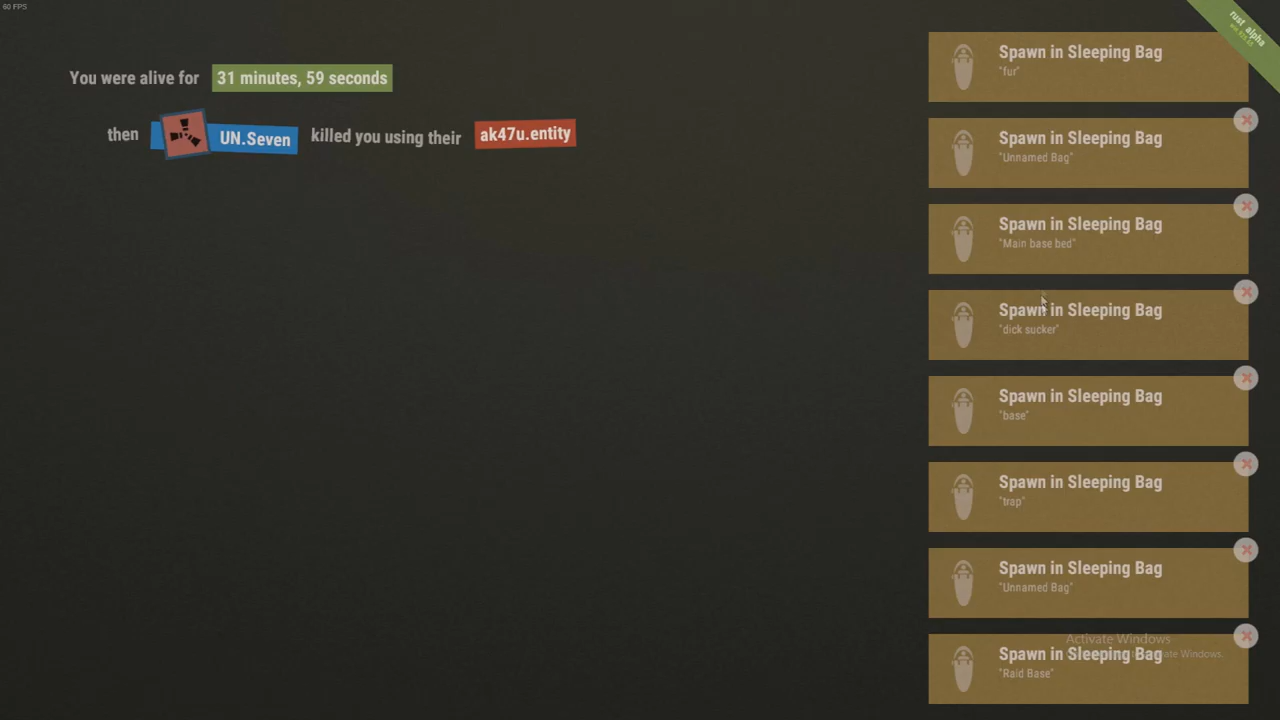 60 FPS
You were alive for 31 minutes, 59 seconds
then UN.Seven killed you using their ak47u.entity
rust alpha
Spawn in Sleeping Bag
"fur"
Spawn in Sleeping Bag
"Unnamed Bag"
Spawn in Sleeping Bag
"Main base bed"
Spawn in Sleeping Bag
"dick sucker"
Spawn in Sleeping Bag
"base"
Spawn in Sleeping Bag
"trap"
Spawn in Sleeping Bag
"Unnamed Bag"
Activate Windows
Spawn in Sleeping Bag
Windows.
"Raid Base"